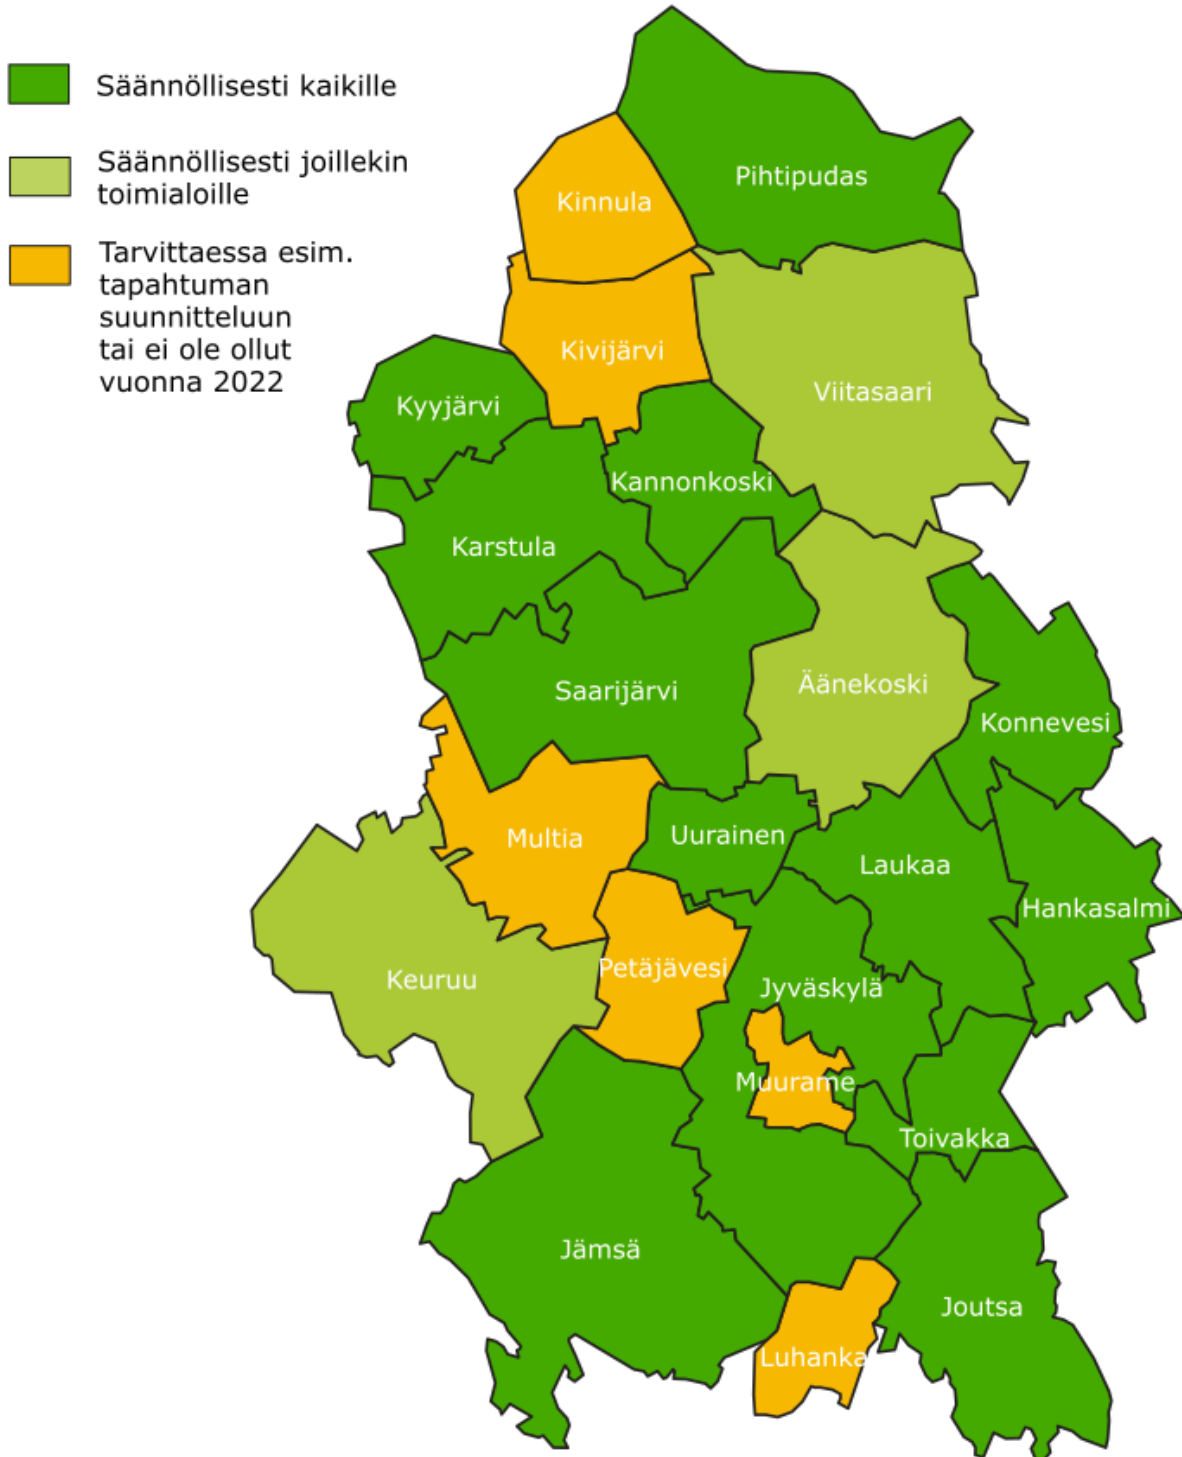 Säännöllisesti kaikille
Säännöllisesti joillekin
toimialoille
Tarvittaessa esim.
tapahtuman
suunnitteluun
tai ei ole ollut
vuonna 2022
Pihtipudas
Kinnula
Kivijärvi
Viitasaari
Kyyjärvi
Kannonkoski
Karstula
Saarijärvi
Äänekoski
Konnevesi
Multia
Uurainen
Laukaa
Hankasalmi
Keuruu
Petäjävesi
Jyväskylä
Muurame
Toivakka
Jämsä
Joutsa
Luhanka